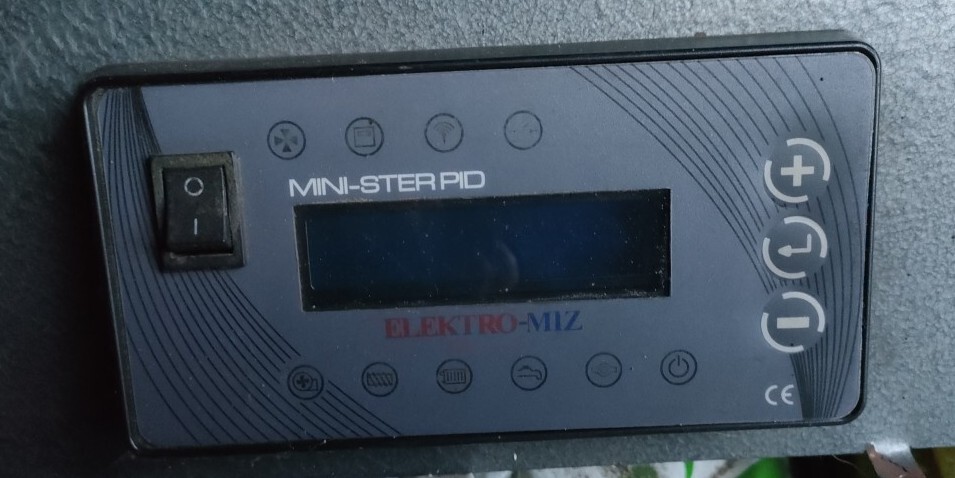 O
I
MINI-STER PID
ELEKTRO-MIZ
CE